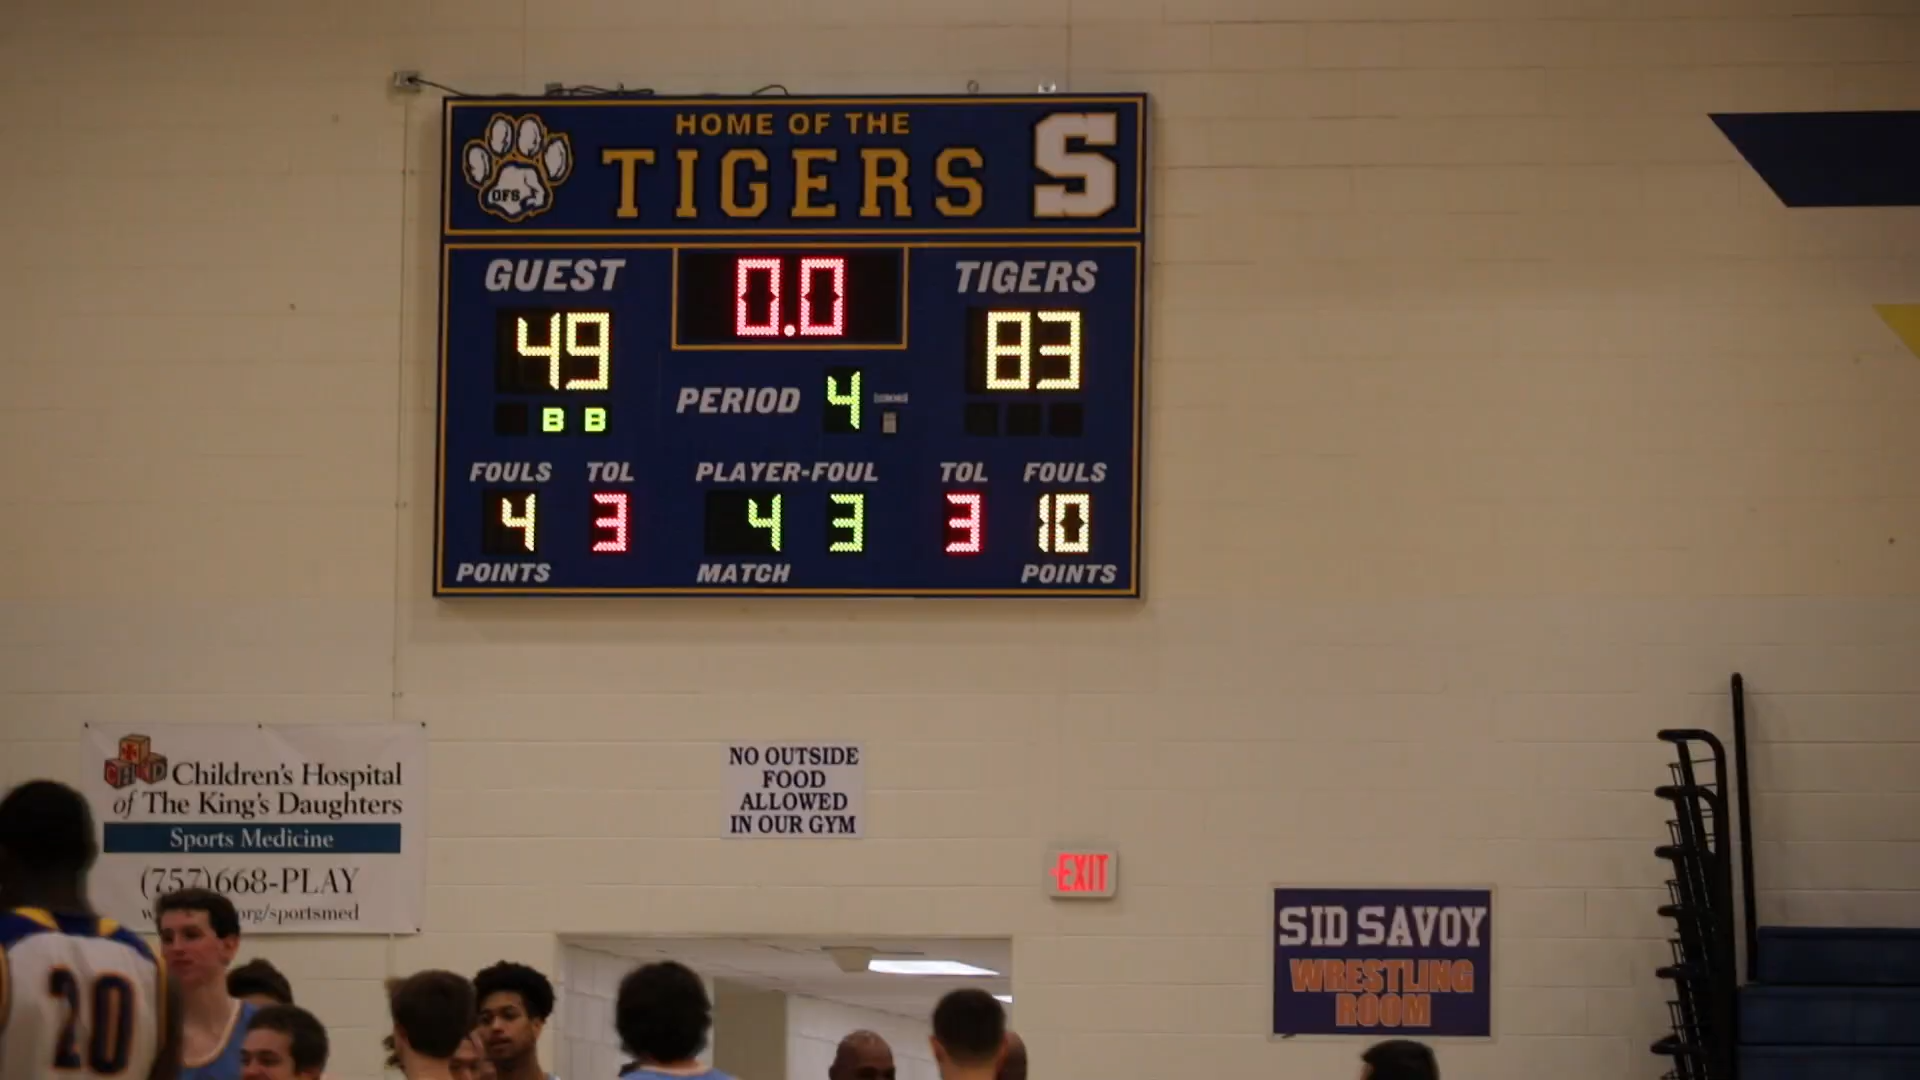 HOME OF THE
TIGERS
OFS
S
GUEST
0.0
TIGERS
49
83
PERIOD 4
B B
FOULS TOL PLAYER-FOUL TOL FOULS
4 3 4 3 3 10
POINTS MATCH POINTS
CHKD
Children's Hospital
of The King's Daughters
Sports Medicine
(757)668-PLAY
org/sportsmed
NO OUTSIDE
FOOD
ALLOWED
IN OUR GYM
EXIT
SID SAVOY
WRESTLING
ROOM
20